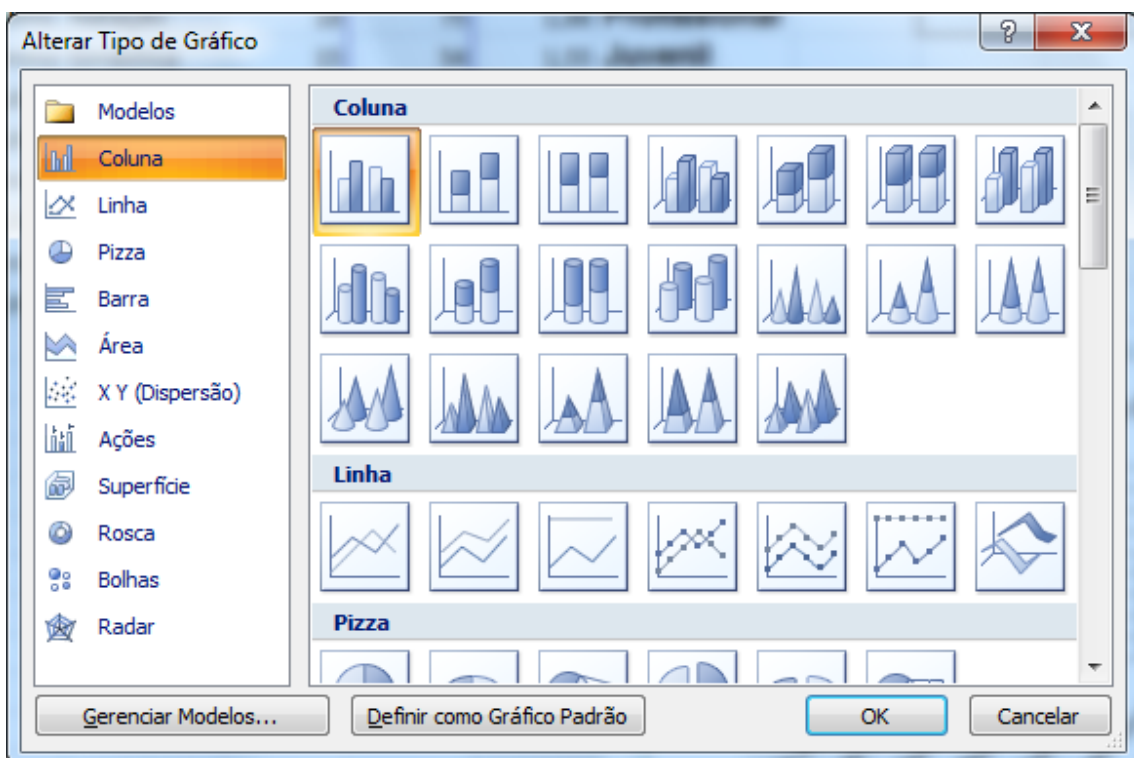 Alterar Tipo de Gráfico
Modelos
Coluna
Linha
Pizza
Barra
Área
X Y (Dispersão)
Ações
Superfície
Rosca
Bolhas
Radar
Coluna
Linha
Pizza
Gerenciar Modelos...
Definir como Gráfico Padrão
OK
Cancelar